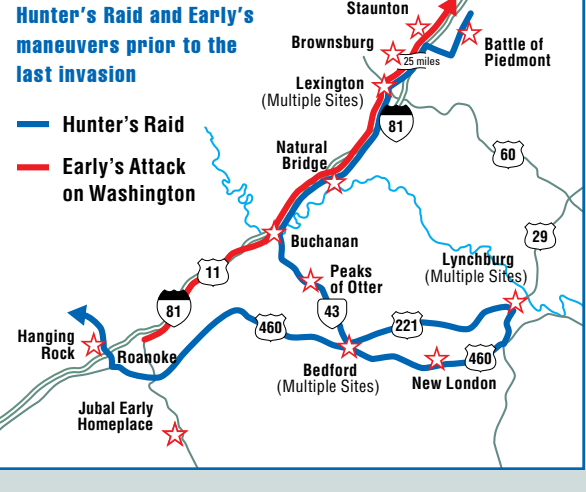 Hunter's Raid and Early's
maneuvers prior to the
last invasion
Hunter's Raid
Early's Attack
on Washington
Staunton
Brownsburg
Battle of
Piedmont
25 miles
Lexington
(Multiple Sites)
81
60
Natural
Bridge
29
Buchanan
Lynchburg
(Multiple Sites)
11
Peaks
of Otter
81
43
Hanging
Rock
460
221
Roanoke
Bedford
(Multiple Sites)
460
New London
Jubal Early
Homeplace